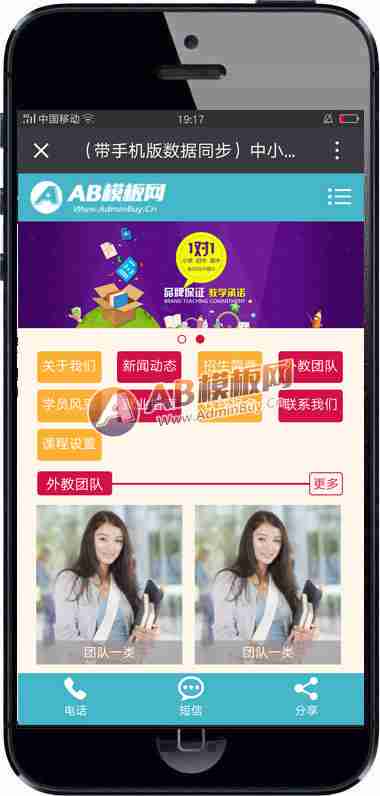 中国移动
19:17
（带手机版数据同步）中小...
AB模板网
Www.AdminBuy.Cn
1对1
品牌保证 教学承诺
BRAND TEACHING COMMITMENT
关于我们 新闻动态 招生简章 外教团队
学员风采 联系我们
AB模板网
www.AdminBuy.Cn
课程设置
外教团队
更多
团队一类 团队一类
电话 短信 分享